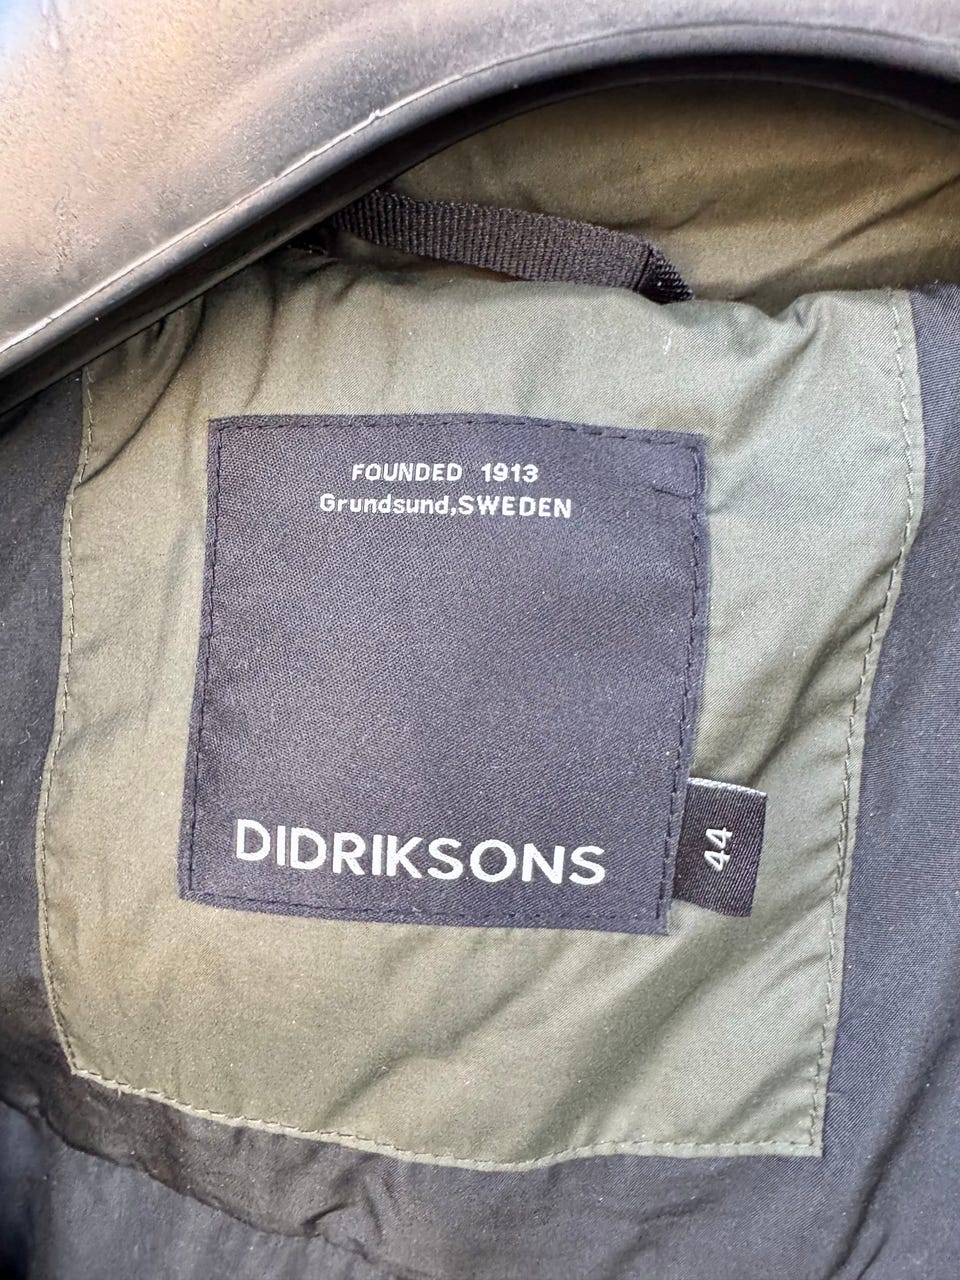 FOUNDED 1913
Grundsund,SWEDEN
DIDRIKSONS
44